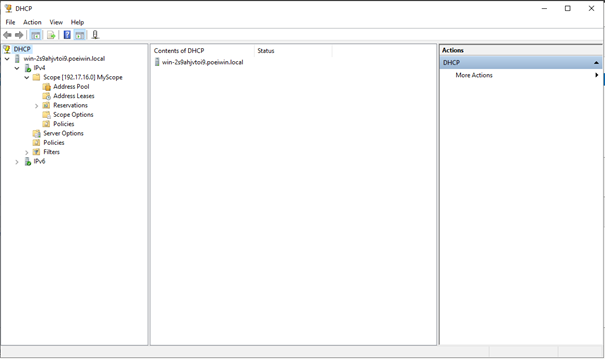 DHCP
File Action View Help
DHCP
win-2s9ahjvtoi9.poeiwin.local
IPv4
Scope [192.17.16.0] MyScope
Address Pool
Address Leases
Reservations
Scope Options
Policies
Server Options
Policies
Filters
IPv6
Contents of DHCP Status
win-2s9ahjvtoi9.poeiwin.local
Actions
DHCP
More Actions